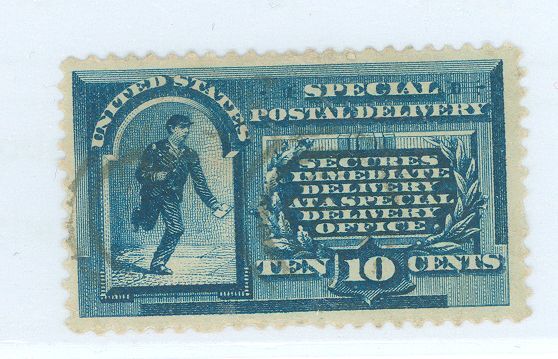 UNITED STATES
SPECIAL
POSTAL DELIVERY
SECURES
IMMEDIATE
DELIVERY
AT A SPECIAL
DELIVERY
OFFICE
TEN 10 CENTS